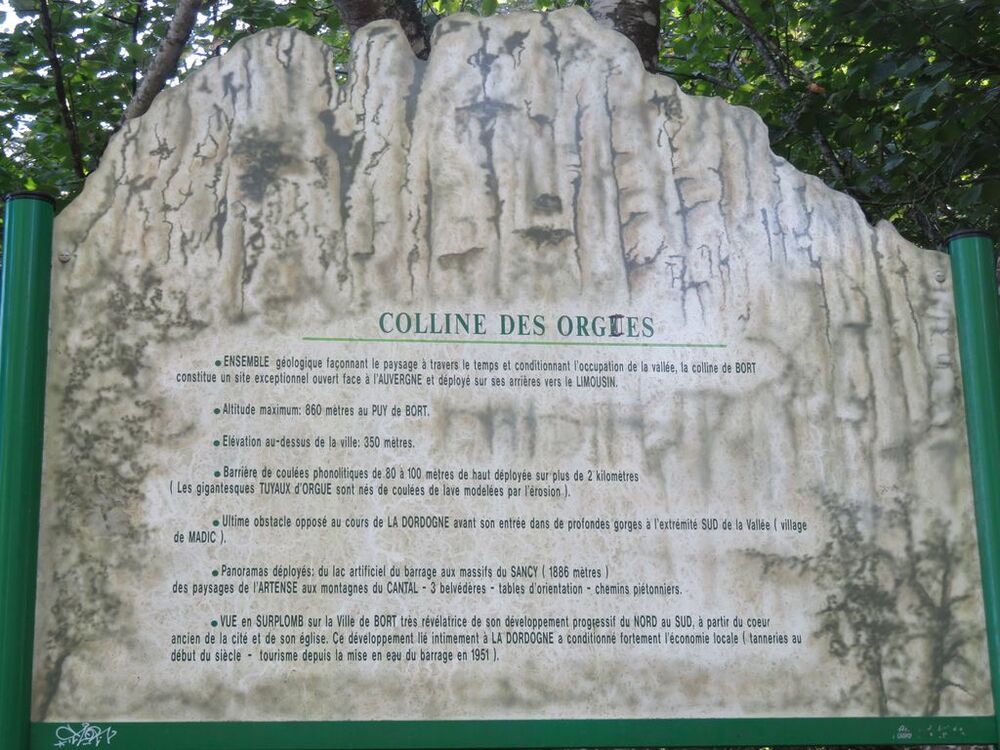 COLLINE DES ORGUES
● ENSEMBLE géologique façonnant le paysage à travers le temps et conditionnant l'occupation de la vallée, la colline de BORT
constitue un site exceptionnel ouvert face à l'AUVERGNE et déployé sur ses arrières vers le LIMOUSIN.
● Altitude maximum: 860 mètres au PUY de BORT.
● Elévation au-dessus de la ville: 350 mètres.
● Barrière de coulées phonolitiques de 80 à 100 mètres de haut déployée sur plus de 2 kilomètres
( Les gigantesques TUYAUX d'ORGUE sont nés de coulées de lave modelées par l'érosion ).
● Ultime obstacle opposé au cours de LA DORDOGNE avant son entrée dans de profondes gorges à l'extrémité SUD de la Vallée ( village
de MADIC ).
● Panoramas déployés: du lac artificiel du barrage aux massifs du SANCY ( 1886 mètres )
des paysages de l'ARTENSE aux montagnes du CANTAL - 3 belvédères - tables d'orientation - chemins piétonniers.
● VUE en SURPLOMB sur la Ville de BORT très révélatrice de son développement progressif du NORD au SUD, à partir du coeur
ancien de la cité et de son église. Ce développement lié intimement à LA DORDOGNE a conditionné fortement l'économie locale ( tanneries au
début du siècle - tourisme depuis la mise en eau du barrage en 1951 ).